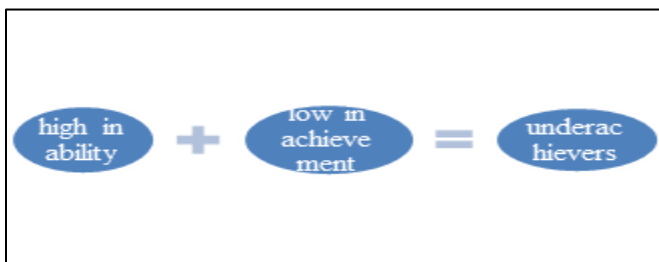 high in
ability
+
low in
achieve
ment
=
underac
hievers